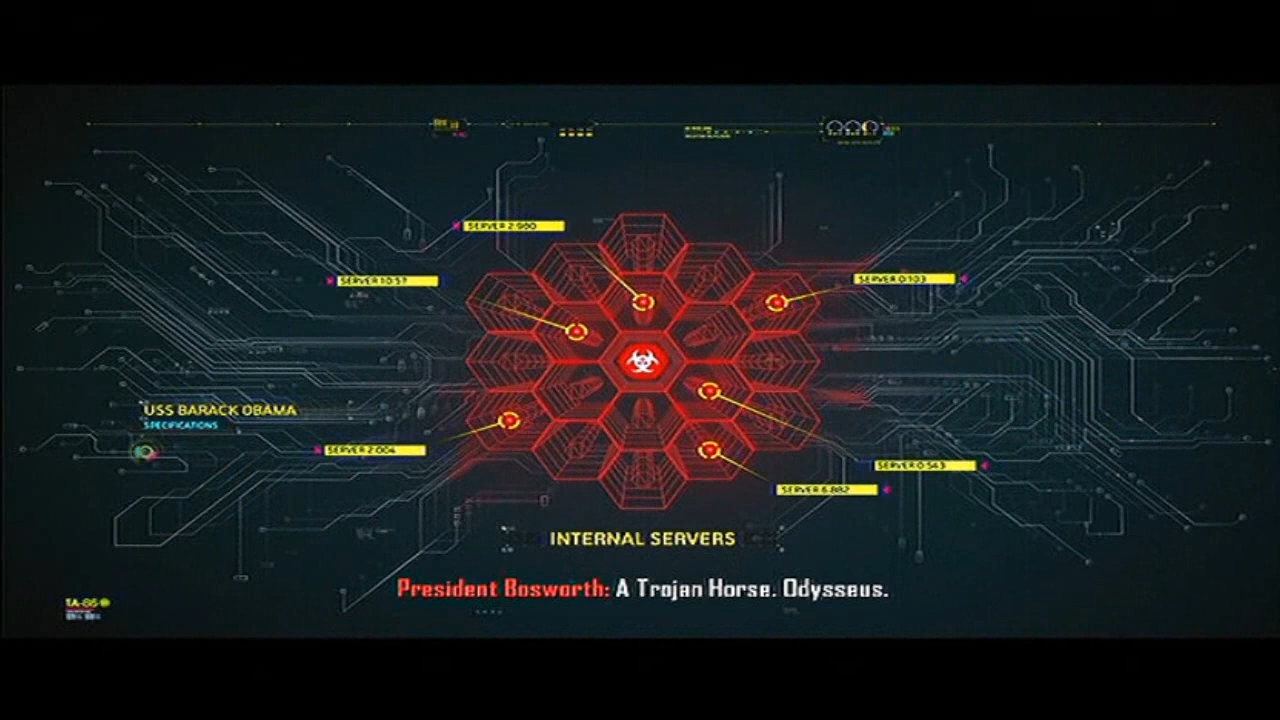 SERVER 2:960
SERVER 10:57
SERVER 0:103
USS BARACK OBAMA
SPECIFICATIONS
SERVER 2:004
SERVER 0:543
SERVER 6:882
INTERNAL SERVERS
President Bosworth: A Trojan Horse. Odysseus.
TA-86